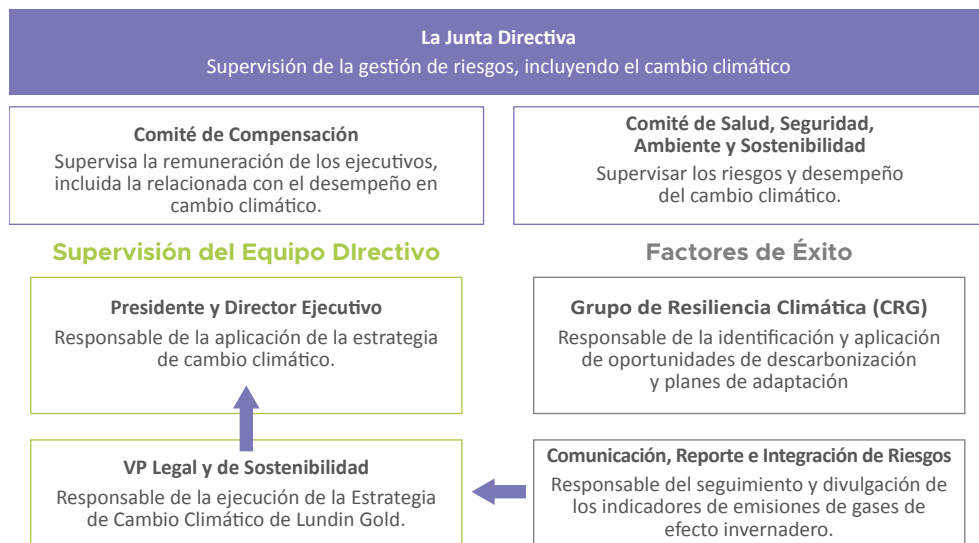 La Junta Directiva
Supervisión de la gestión de riesgos, incluyendo el cambio climático
Comité de Compensación
Supervisa la remuneración de los ejecutivos,
incluida la relacionada con el desempeño en
cambio climático.
Comité de Salud, Seguridad,
Ambiente y Sostenibilidad
Supervisar los riesgos y desempeño
del cambio climático.
Supervisión del Equipo DIrectivo
Presidente y Director Ejecutivo
Responsable de la aplicación de la estrategia
de cambio climático.
VP Legal y de Sostenibilidad
Responsable de la ejecución de la Estrategia
de Cambio Climático de Lundin Gold.
Factores de Éxito
Grupo de Resiliencia Climática (CRG)
Responsable de la identificación y aplicación
de oportunidades de descarbonización
y planes de adaptación
Comunicación, Reporte e Integración de Riesgos
Responsable del seguimiento y divulgación de
los indicadores de emisiones de gases de
efecto invernadero.